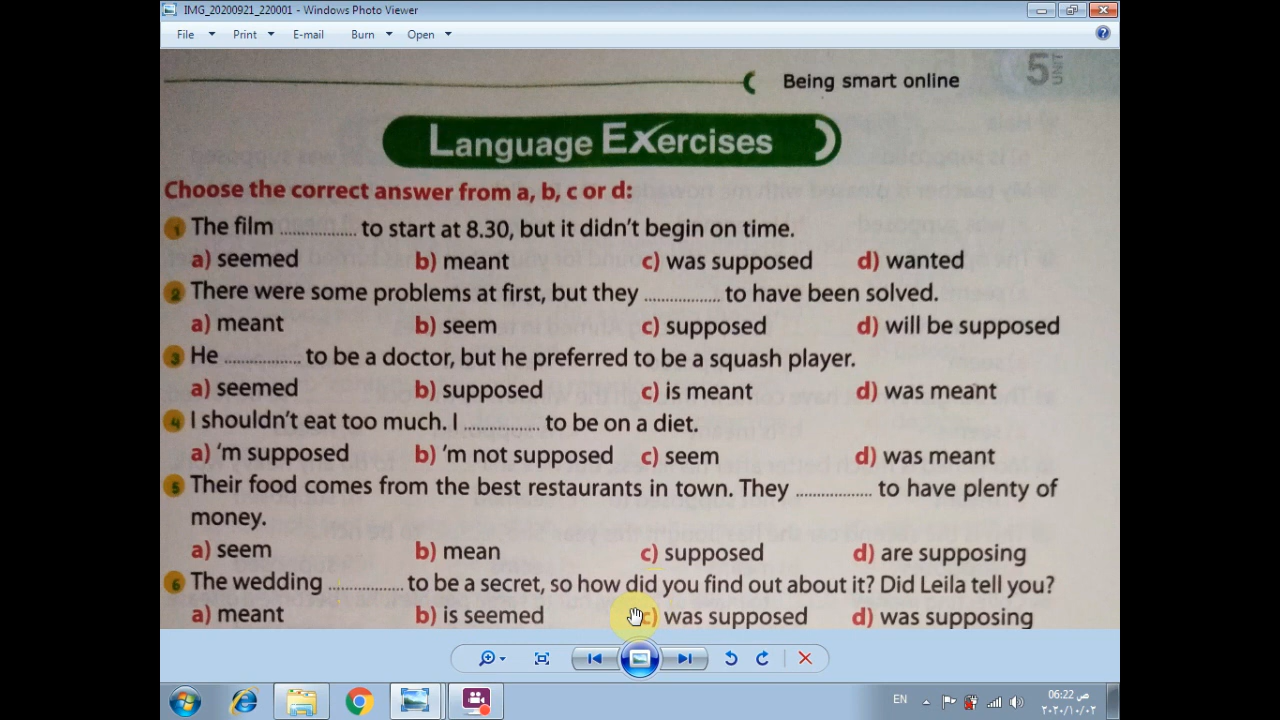 IMG_20200921_220001 - Windows Photo Viewer
File Print E-mail Burn Open
Being smart online 5 UNIT
Language Exercises
Choose the correct answer from a, b, c or d:
1 The film .............. to start at 8.30, but it didn't begin on time.
a) seemed b) meant c) was supposed d) wanted
2 There were some problems at first, but they .............. to have been solved.
a) meant b) seem c) supposed d) will be supposed
3 He .............. to be a doctor, but he preferred to be a squash player.
a) seemed b) supposed c) is meant d) was meant
4 I shouldn't eat too much. I .............. to be on a diet.
a) 'm supposed b) 'm not supposed c) seem d) was meant
5 Their food comes from the best restaurants in town. They .............. to have plenty of
money.
a) seem b) mean c) supposed d) are supposing
6 The wedding .............. to be a secret, so how did you find out about it? Did Leila tell you?
a) meant b) is seemed c) was supposed d) was supposing
EN 06:22 ص
٢٠٢٠/١٠/٠٢